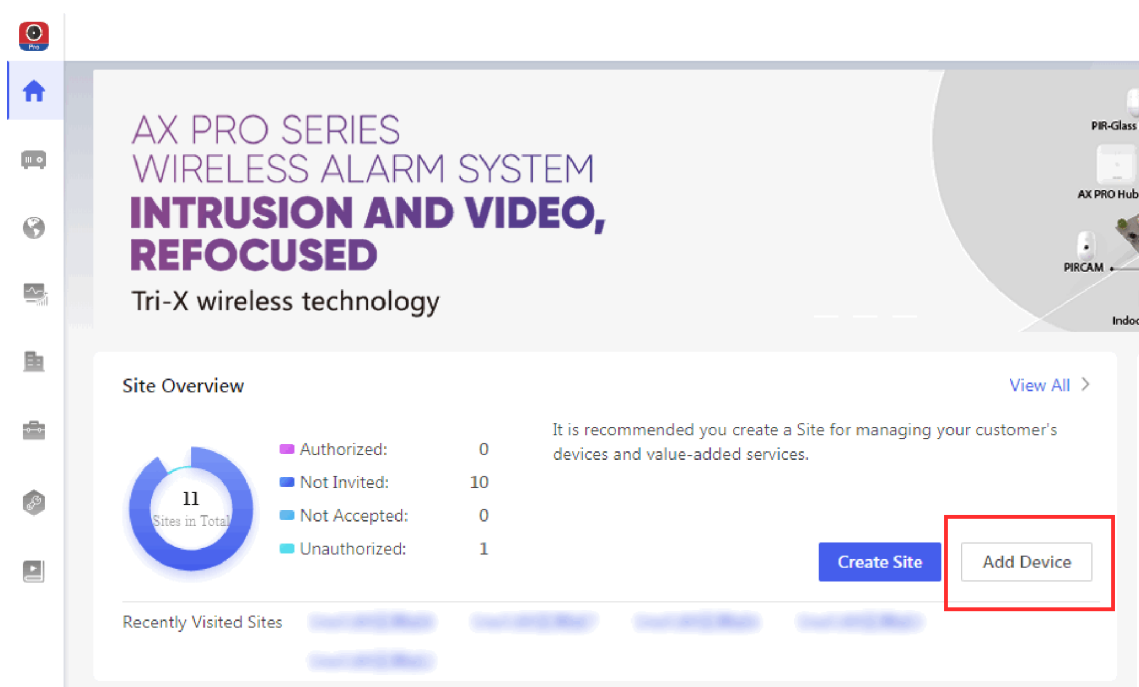 Pro
AX PRO SERIES
WIRELESS ALARM SYSTEM
INTRUSION AND VIDEO,
REFOCUSED
Tri-X wireless technology
PIR-Glass
AX PRO Hub
PIRCAM
Indoo
Site Overview
View All
It is recommended you create a Site for managing your customer's
devices and value-added services.
11
Sites in Total
Authorized: 0
Not Invited: 10
Not Accepted: 0
Unauthorized: 1
Create Site
Add Device
Recently Visited Sites